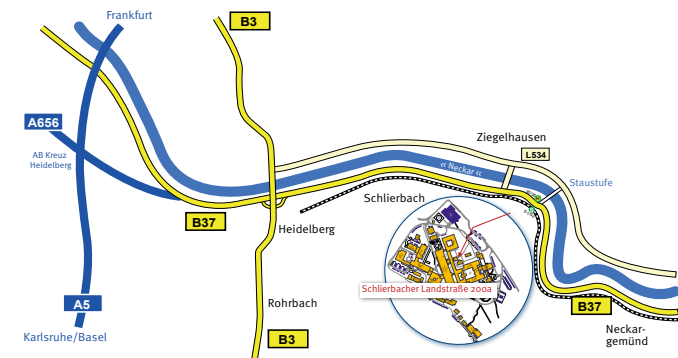 Frankfurt
B3
A656
AB Kreuz
Heidelberg
Ziegelhausen
L534
« Neckar «
Staustufe
Schlierbach
B37
Heidelberg
Schlierbacher Landstraße 200a
A5
Rohrbach
B37
Karlsruhe/Basel
B3
Neckar-
gemünd